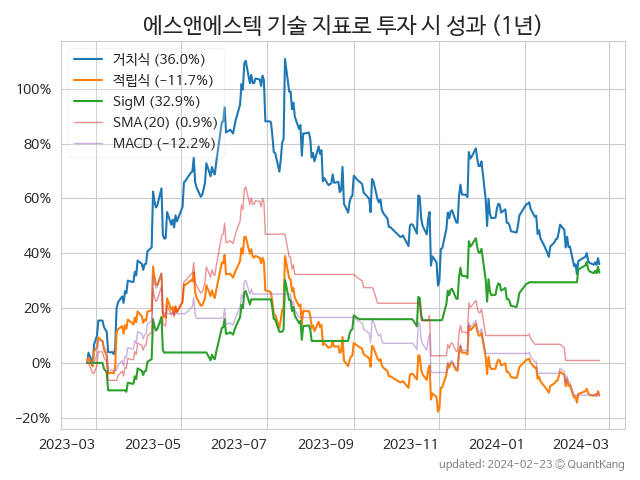 에스앤에스텍 기술 지표로 투자 시 성과 (1년)
거치식 (36.0%)
적립식 (-11.7%)
SigM (32.9%)
SMA(20) (0.9%)
MACD (-12.2%)
100%
80%
60%
40%
20%
0%
-20%
2023-03 2023-05 2023-07 2023-09 2023-11 2024-01 2024-03
updated: 2024-02-23 © QuantKang